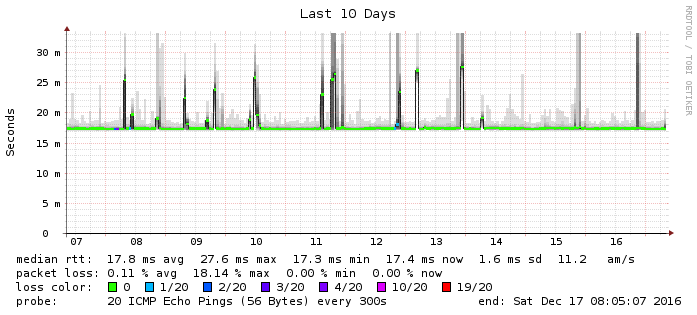 Last 10 Days
RRDTOOL / TOBI OETIKER
Seconds
30 m
25 m
20 m
15 m
10 m
5 m
0
07 08 09 10 11 12 13 14 15 16
median rtt: 17.8 ms avg 27.6 ms max 17.3 ms min 17.4 ms now 1.6 ms sd 11.2 am/s
packet loss: 0.11 % avg 18.14 % max 0.00 % min 0.00 % now
loss color: 0 1/20 2/20 3/20 4/20 10/20 19/20
probe: 20 ICMP Echo Pings (56 Bytes) every 300s end: Sat Dec 17 08:05:07 2016